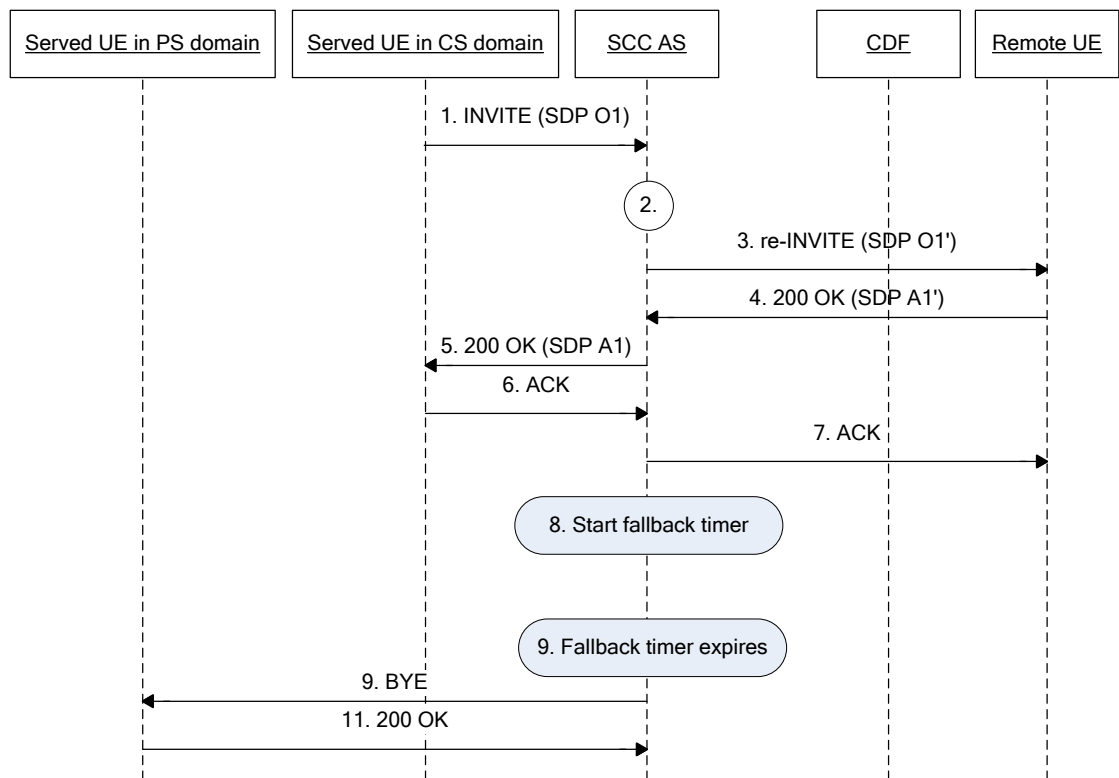 Served UE in PS domain
Served UE in CS domain
SCC AS
CDF
Remote UE
1. INVITE (SDP O1)
2.
3. re-INVITE (SDP O1')
4. 200 OK (SDP A1')
5. 200 OK (SDP A1)
6. ACK
7. ACK
8. Start fallback timer
9. Fallback timer expires
9. BYE
11. 200 OK